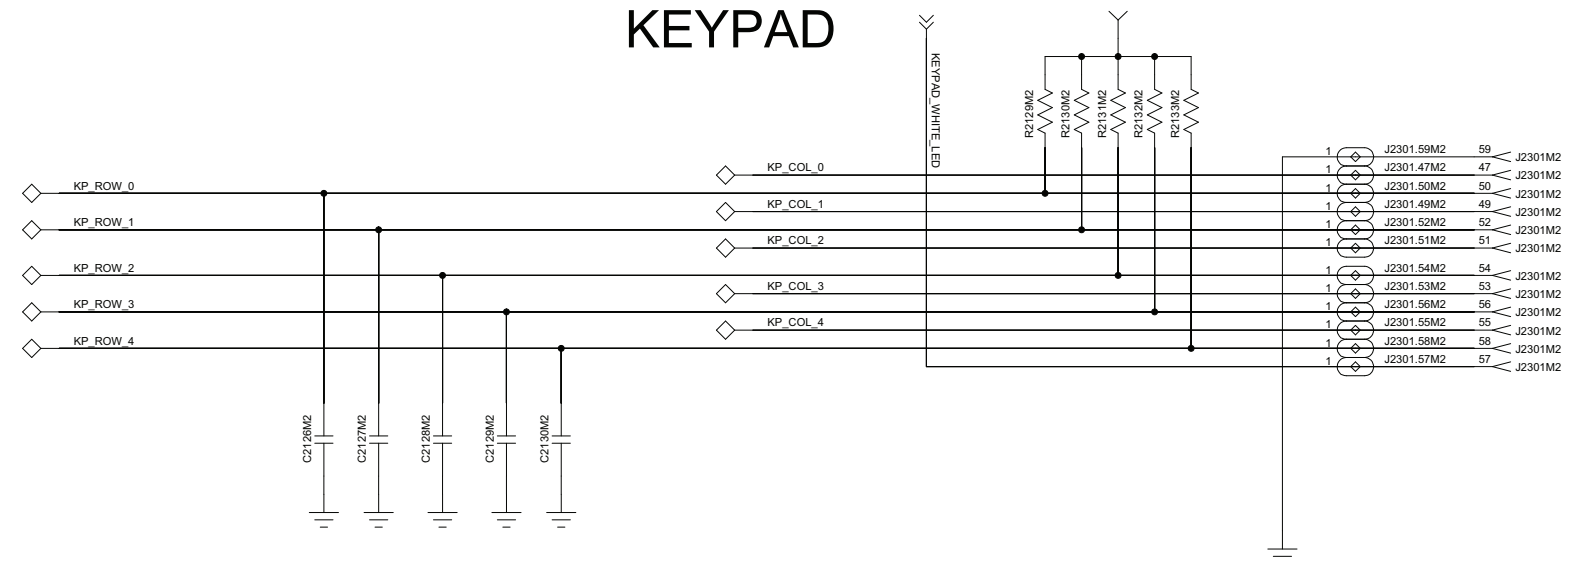 KEYPAD
KEYPAD_WHITE_LED
R2129M2
R2130M2
R2131M2
R2132M2
R2133M2
KP_COL_0
KP_ROW_0
KP_COL_1
KP_ROW_1
KP_COL_2
KP_ROW_2
KP_COL_3
KP_ROW_3
KP_COL_4
KP_ROW_4
1 J2301.59M2 59 J2301M2
1 J2301.47M2 47 J2301M2
1 J2301.50M2 50 J2301M2
1 J2301.49M2 49 J2301M2
1 J2301.52M2 52 J2301M2
1 J2301.51M2 51 J2301M2
1 J2301.54M2 54 J2301M2
1 J2301.53M2 53 J2301M2
1 J2301.56M2 56 J2301M2
1 J2301.55M2 55 J2301M2
1 J2301.58M2 58 J2301M2
1 J2301.57M2 57 J2301M2
C2126M2
C2127M2
C2128M2
C2129M2
C2130M2